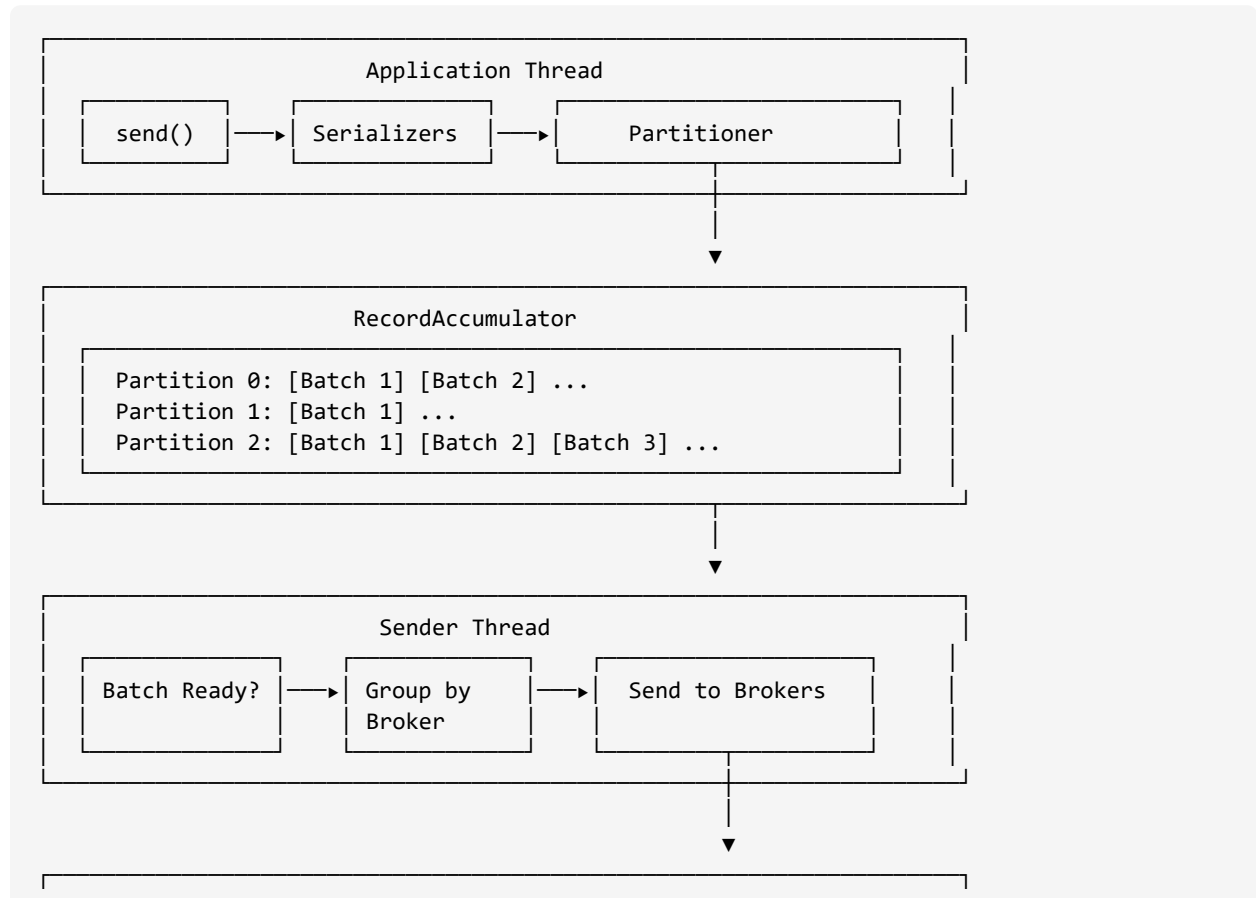 Application Thread
send() Serializers Partitioner
RecordAccumulator
Partition 0: [Batch 1] [Batch 2] ...
Partition 1: [Batch 1] ...
Partition 2: [Batch 1] [Batch 2] [Batch 3] ...
Sender Thread
Batch Ready? Group by Send to Brokers
Broker